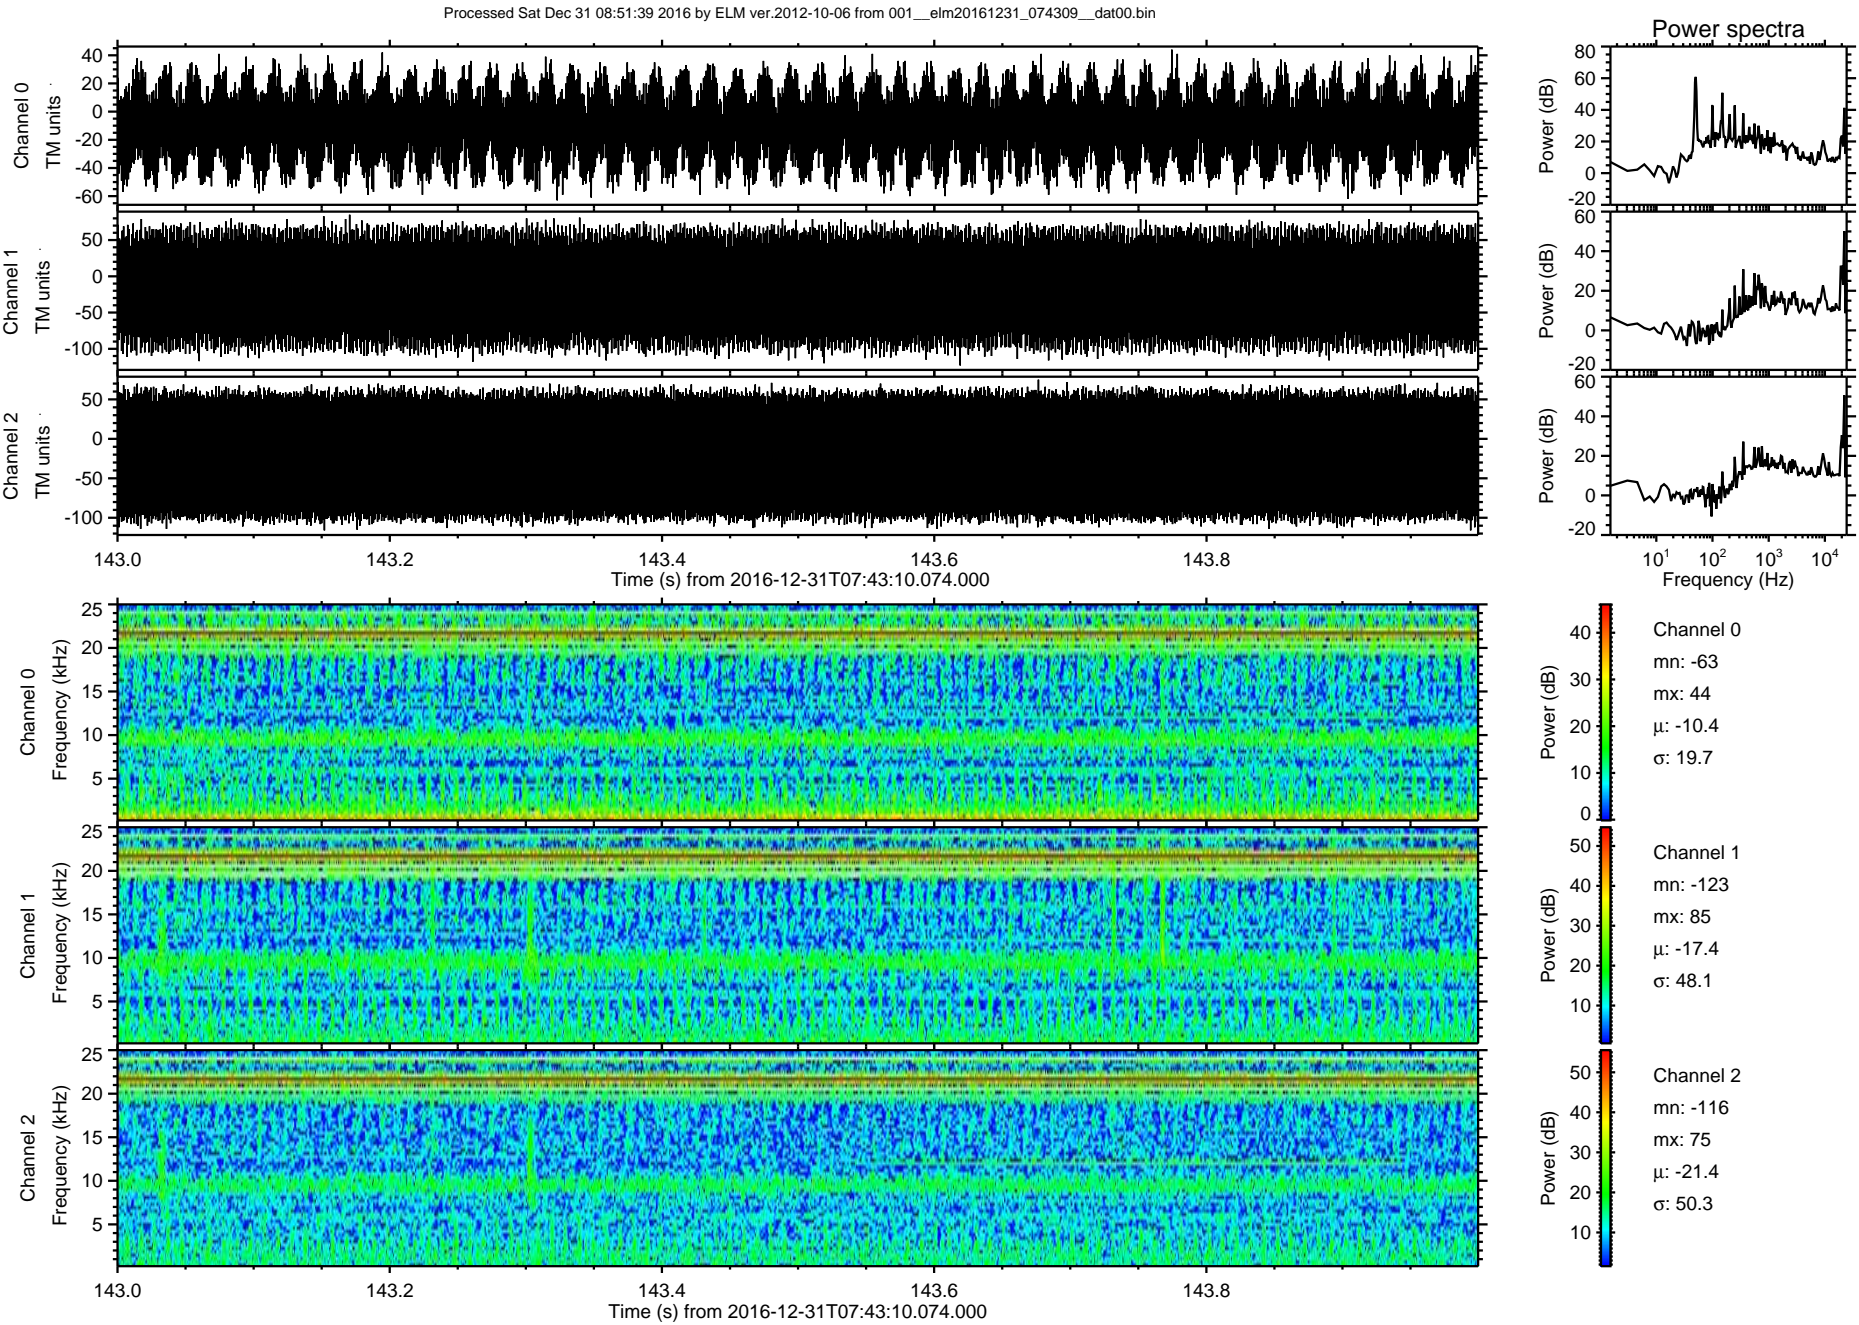 Processed Sat Dec 31 08:51:39 2016 by ELM ver.2012-10-06 from 001__elm20161231_074309__dat00.bin
Power spectra
Channel 0
TM units
40
20
0
-20
-40
-60
Power (dB)
80
60
40
20
0
-20
Channel 1
TM units
50
0
-50
-100
Power (dB)
60
40
20
0
-20
Channel 2
TM units
50
0
-50
-100
Power (dB)
60
40
20
0
-20
143.0 143.2 143.4 143.6 143.8
Time (s) from 2016-12-31T07:43:10.074.000
10^1 10^2 10^3 10^4
Frequency (Hz)
Channel 0
Frequency (kHz)
25
20
15
10
5
Power (dB)
40
30
20
10
0
Channel 0
mn: -63
mx: 44
μ: -10.4
σ: 19.7
Channel 1
Frequency (kHz)
25
20
15
10
5
Power (dB)
50
40
30
20
10
Channel 1
mn: -123
mx: 85
μ: -17.4
σ: 48.1
Channel 2
Frequency (kHz)
25
20
15
10
5
Power (dB)
50
40
30
20
10
Channel 2
mn: -116
mx: 75
μ: -21.4
σ: 50.3
143.0 143.2 143.4 143.6 143.8
Time (s) from 2016-12-31T07:43:10.074.000